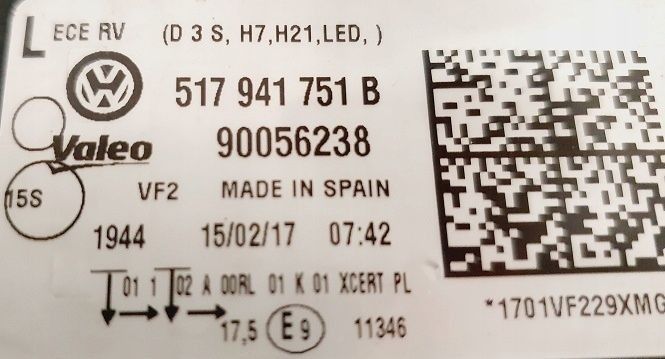 L ECE RV (D 3 S, H7,H21,LED, )
517 941 751 B
Valeo 90056238
15S VF2 MADE IN SPAIN
1944 15/02/17 07:42
01 1 02 A 00RL 01 K 01 XCERT PL
17,5 E9 11346
*1701VF229XMG